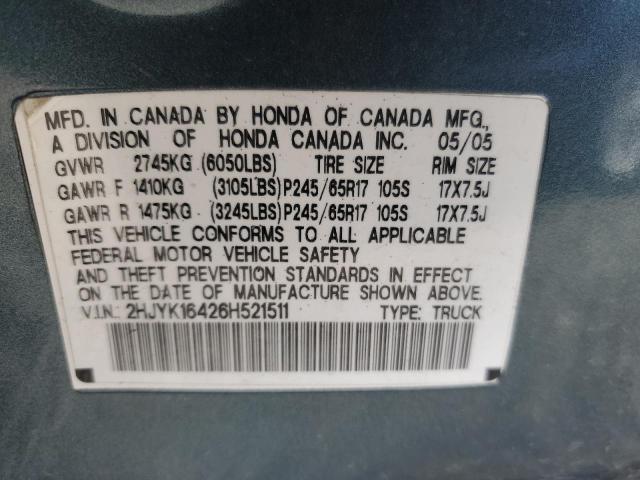 MFD. IN CANADA BY HONDA OF CANADA MFG.,
A DIVISION OF HONDA CANADA INC. 05/05
GVWR 2745KG (6050LBS) TIRE SIZE RIM SIZE
GAWR F 1410KG (3105LBS)P245/65R17 105S 17X7.5J
GAWR R 1475KG (3245LBS)P245/65R17 105S 17X7.5J
THIS VEHICLE CONFORMS TO ALL APPLICABLE
FEDERAL MOTOR VEHICLE SAFETY
AND THEFT PREVENTION STANDARDS IN EFFECT
ON THE DATE OF MANUFACTURE SHOWN ABOVE.
V.I.N.: 2HJYK16426H521511 TYPE: TRUCK